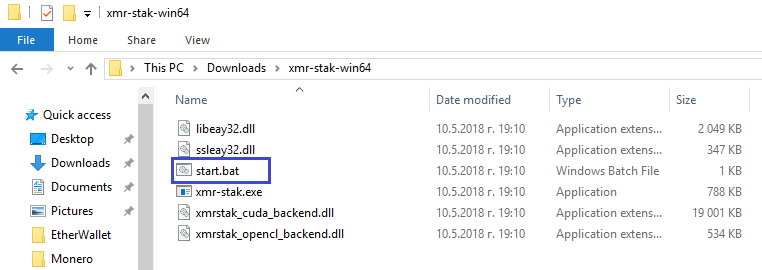 xmr-stak-win64
File Home Share View
This PC Downloads xmr-stak-win64
Name Date modified Type Size
Quick access
Desktop
Downloads
Documents
Pictures
EtherWallet
Monero
libeay32.dll 10.5.2018 г. 19:10 Application extens... 2 049 KB
ssleay32.dll 10.5.2018 г. 19:10 Application extens... 347 KB
start.bat 10.5.2018 г. 19:10 Windows Batch File 1 KB
xmr-stak.exe 10.5.2018 г. 19:10 Application 788 KB
xmrstak_cuda_backend.dll 10.5.2018 г. 19:10 Application extens... 19 001 KB
xmrstak_opencl_backend.dll 10.5.2018 г. 19:10 Application extens... 534 KB